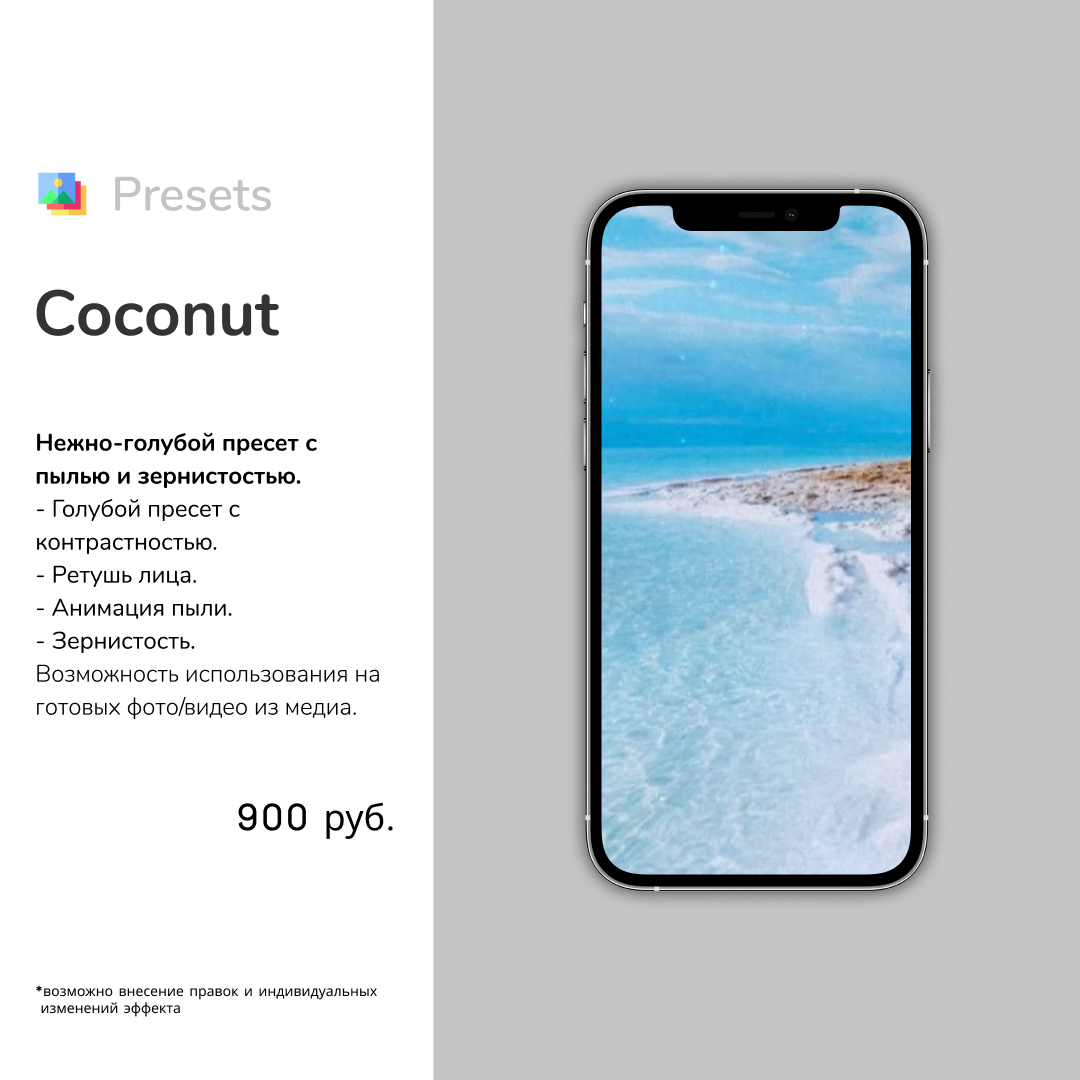 Presets
Coconut
Нежно-голубой пресет с
пылью и зернистостью.
- Голубой пресет с
контрастностью.
- Ретушь лица.
- Анимация пыли.
- Зернистость.
Возможность использования на
готовых фото/видео из медиа.
900 руб.
*возможно внесение правок и индивидуальных
изменений эффекта